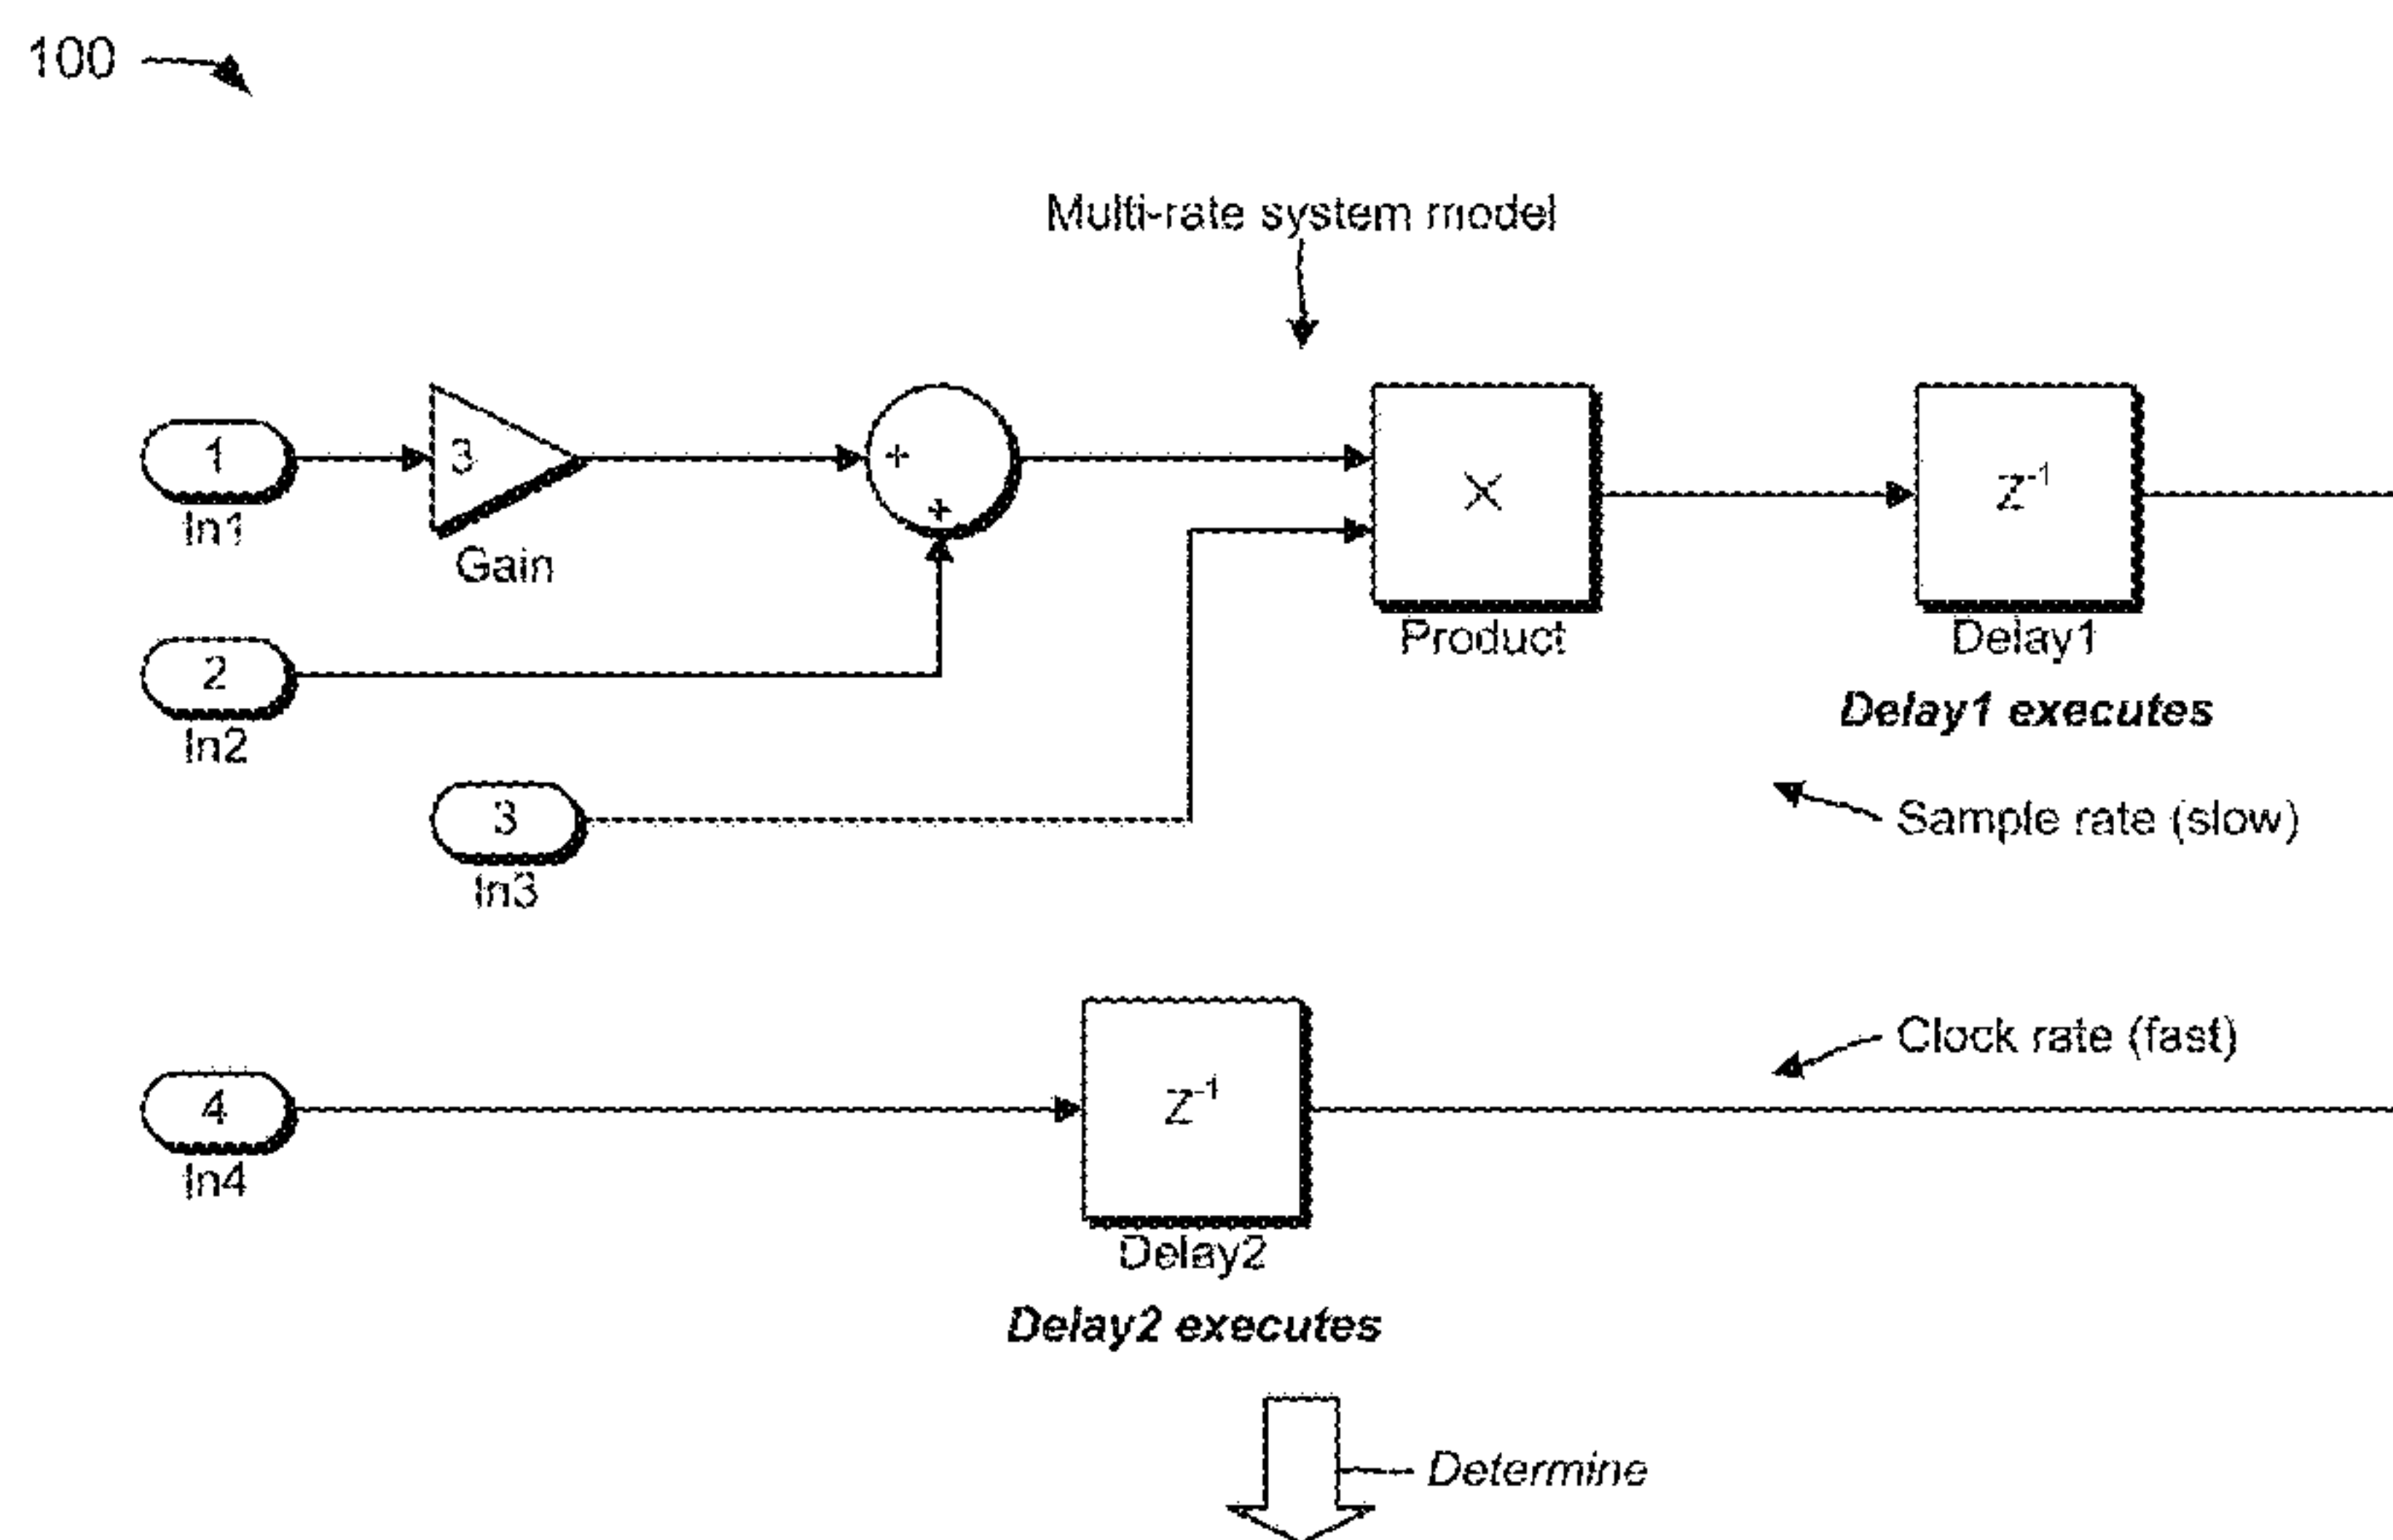 100
Multi-rate system model
1
In1
3
Gain
+
+
×
Product
Z-1
Delay1
Delay1 executes
2
In2
3
In3
Sample rate (slow)
4
In4
Z-1
Delay2
Delay2 executes
Clock rate (fast)
Determine